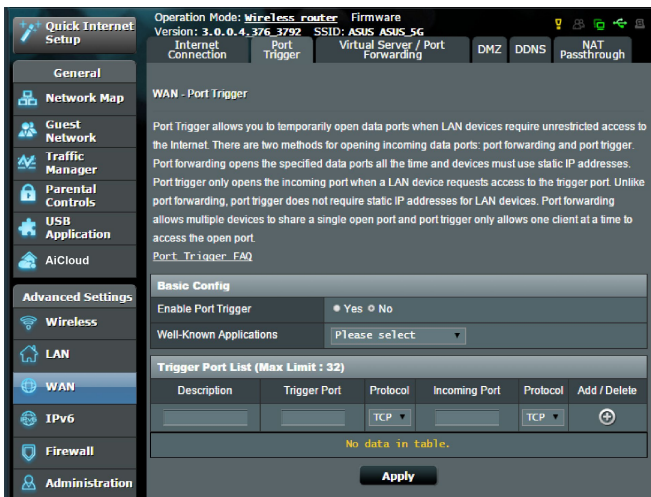 Quick Internet
Setup
Operation Mode: Wireless router Firmware
Version: 3.0.0.4.376_3792 SSID: ASUS ASUS_5G
Internet
Connection
Port
Trigger
Virtual Server / Port
Forwarding
DMZ
DDNS
NAT
Passthrough
General
Network Map
Guest
Network
Traffic
Manager
Parental
Controls
USB
Application
AiCloud
Advanced Settings
Wireless
LAN
WAN
IPv6
Firewall
Administration
WAN - Port Trigger
Port Trigger allows you to temporarily open data ports when LAN devices require unrestricted access to
the Internet. There are two methods for opening incoming data ports: port forwarding and port trigger.
Port forwarding opens the specified data ports all the time and devices must use static IP addresses.
Port trigger only opens the incoming port when a LAN device requests access to the trigger port. Unlike
port forwarding, port trigger does not require static IP addresses for LAN devices. Port forwarding
allows multiple devices to share a single open port and port trigger only allows one client at a time to
access the open port.
Port Trigger FAQ
Basic Config
Enable Port Trigger Yes No
Well-Known Applications Please select
Trigger Port List (Max Limit : 32)
Description Trigger Port Protocol Incoming Port Protocol Add / Delete
TCP TCP
No data in table.
Apply